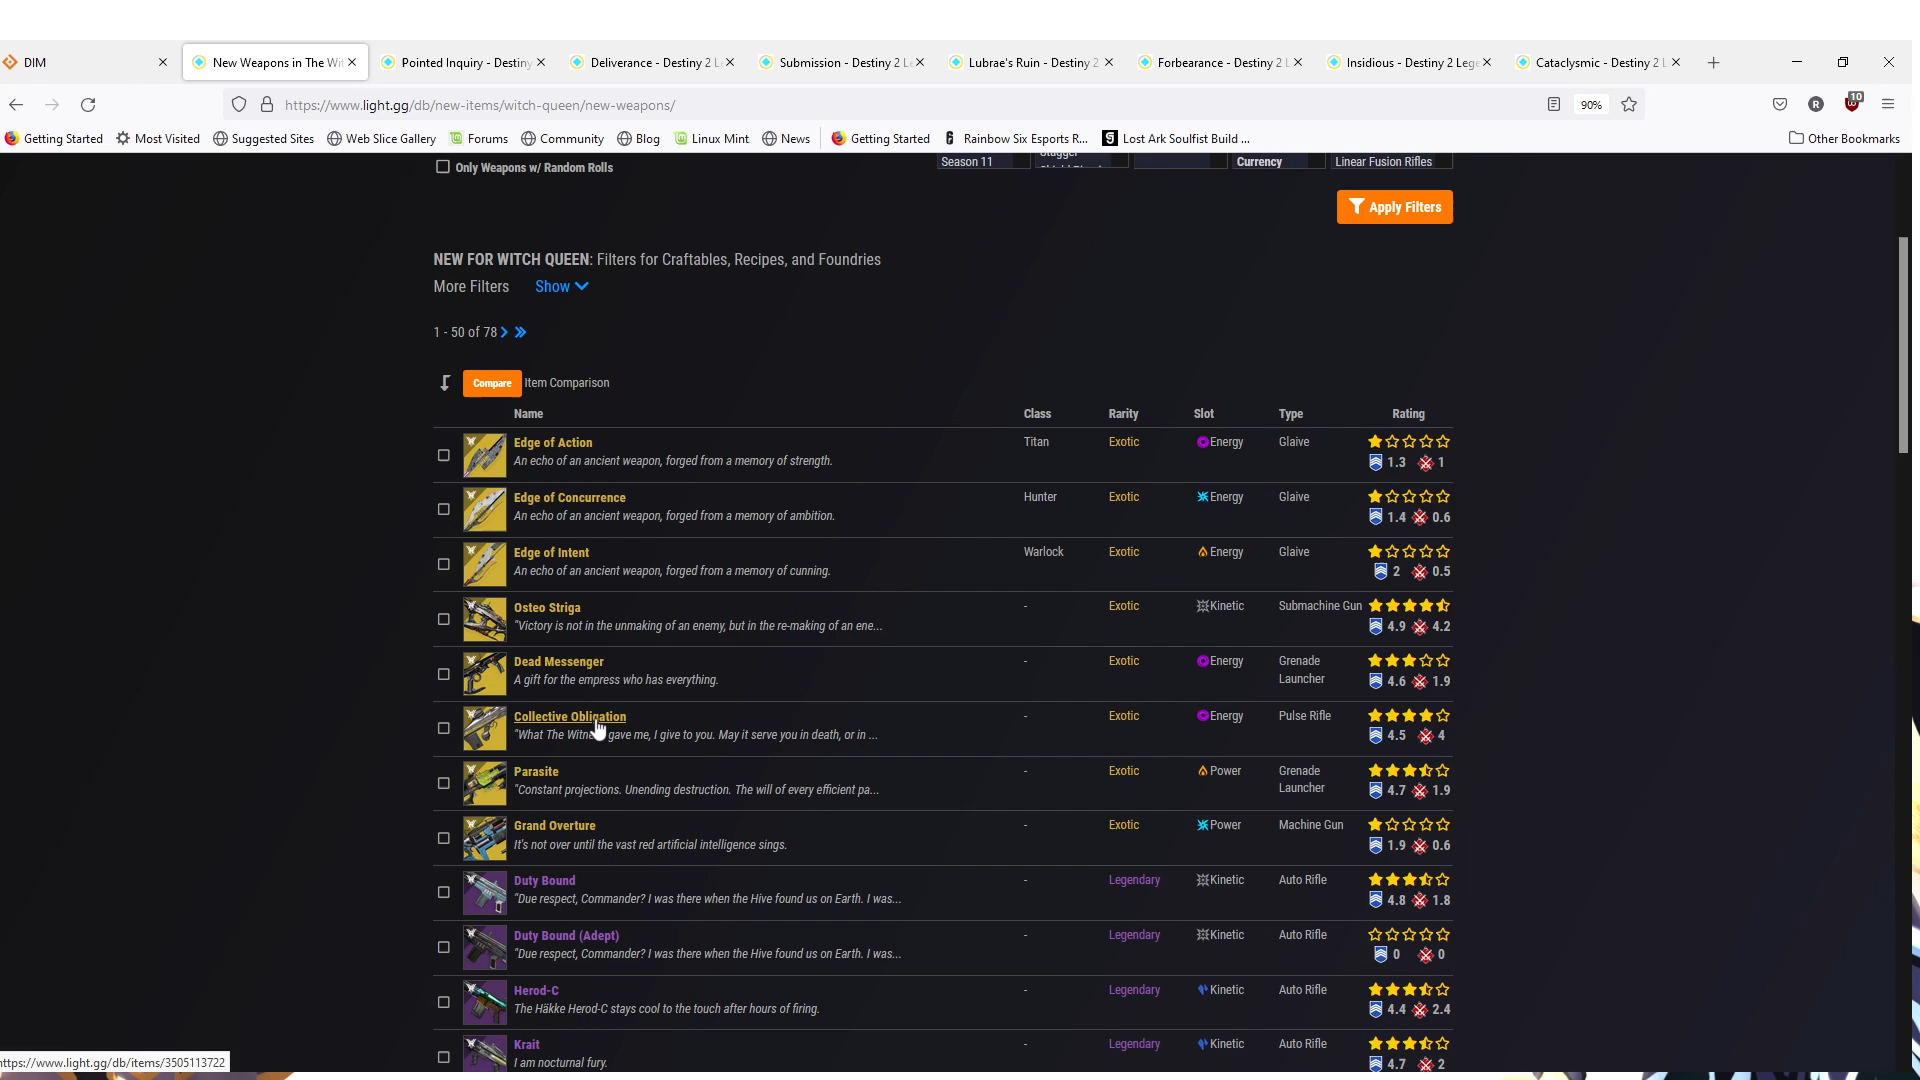 DIM
New Weapons in The Wit
Pointed Inquiry - Destiny
Deliverance - Destiny 2 L
Submission - Destiny 2 Le
Lubrae's Ruin - Destiny 2
Forbearance - Destiny 2 L
Insidious - Destiny 2 Lege
Cataclysmic - Destiny 2 L
https://www.light.gg/db/new-items/witch-queen/new-weapons/
90%
R
10
Getting Started
Most Visited
Suggested Sites
Web Slice Gallery
Forums
Community
Blog
Linux Mint
News
Getting Started
Rainbow Six Esports R...
Lost Ark Soulfist Build ...
Other Bookmarks
Only Weapons w/ Random Rolls
Season 11
Stagger
Currency
Linear Fusion Rifles
Apply Filters
NEW FOR WITCH QUEEN: Filters for Craftables, Recipes, and Foundries
More Filters Show
1 - 50 of 78
Compare Item Comparison
Name Class Rarity Slot Type Rating
Edge of Action Titan Exotic Energy Glaive
An echo of an ancient weapon, forged from a memory of strength. 1.3 1
Edge of Concurrence Hunter Exotic Energy Glaive
An echo of an ancient weapon, forged from a memory of ambition. 1.4 0.6
Edge of Intent Warlock Exotic Energy Glaive
An echo of an ancient weapon, forged from a memory of cunning. 2 0.5
Osteo Striga - Exotic Kinetic Submachine Gun
"Victory is not in the unmaking of an enemy, but in the re-making of an ene... 4.9 4.2
Dead Messenger - Exotic Energy Grenade Launcher
A gift for the empress who has everything. 4.6 1.9
Collective Obligation - Exotic Energy Pulse Rifle
"What The Witne gave me, I give to you. May it serve you in death, or in ... 4.5 4
Parasite - Exotic Power Grenade Launcher
"Constant projections. Unending destruction. The will of every efficient pa... 4.7 1.9
Grand Overture - Exotic Power Machine Gun
It's not over until the vast red artificial intelligence sings. 1.9 0.6
Duty Bound - Legendary Kinetic Auto Rifle
"Due respect, Commander? I was there when the Hive found us on Earth. I was... 4.8 1.8
Duty Bound (Adept) - Legendary Kinetic Auto Rifle
"Due respect, Commander? I was there when the Hive found us on Earth. I was... 0 0
Herod-C - Legendary Kinetic Auto Rifle
The Häkke Herod-C stays cool to the touch after hours of firing. 4.4 2.4
Krait - Legendary Kinetic Auto Rifle
I am nocturnal fury. 4.7 2
https://www.light.gg/db/items/3505113722